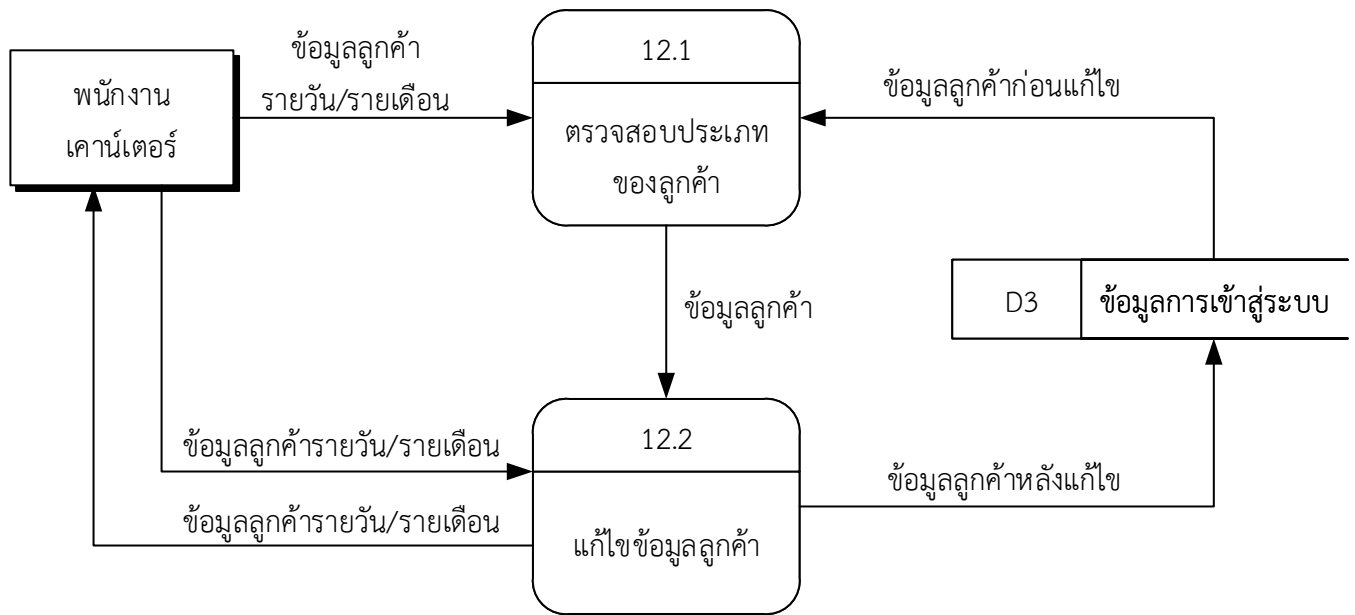 ข้อมูลลูกค้า
รายวัน/รายเดือน
พนักงาน
เคาน์เตอร์
12.1
ตรวจสอบประเภท
ของลูกค้า
ข้อมูลลูกค้าก่อนแก้ไข
ข้อมูลลูกค้า
D3
ข้อมูลการเข้าสู่ระบบ
12.2
แก้ไขข้อมูลลูกค้า
ข้อมูลลูกค้ารายวัน/รายเดือน
ข้อมูลลูกค้ารายวัน/รายเดือน
ข้อมูลลูกค้าหลังแก้ไข